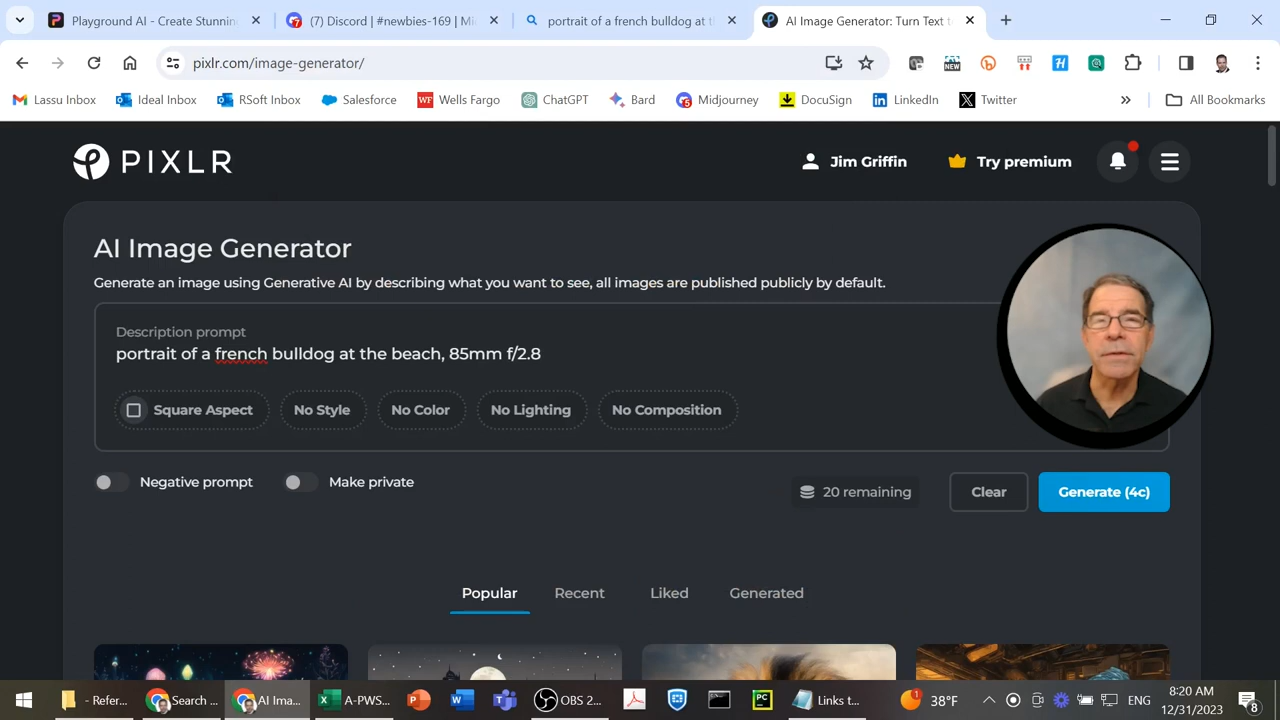 Playground AI - Create Stunnin
(7) Discord | #newbies-169 | Mi
portrait of a french bulldog at t
AI Image Generator: Turn Text t
pixlr.com/image-generator/
NEW
Lassu Inbox
Ideal Inbox
RSoft Inbox
Salesforce
WF
Wells Fargo
ChatGPT
Bard
Midjourney
DocuSign
LinkedIn
Twitter
All Bookmarks
PIXLR
Jim Griffin
Try premium
AI Image Generator
Generate an image using Generative AI by describing what you want to see, all images are published publicly by default.
Description prompt
portrait of a french bulldog at the beach, 85mm f/2.8
Square Aspect
No Style
No Color
No Lighting
No Composition
Negative prompt
Make private
20 remaining
Clear
Generate (4c)
Popular
Recent
Liked
Generated
- Refer...
Search ...
AI Ima...
A-PWS...
OBS 2...
Links t...
1
38°F
ENG
8:20 AM
12/31/2023
8